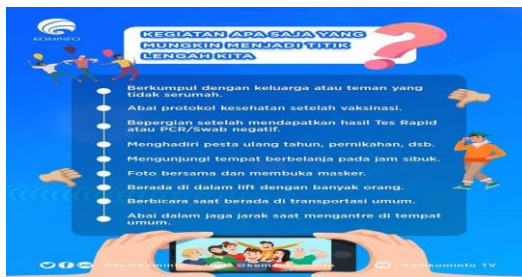 KOMINFO
KEGIATAN APA SAJA YANG
MUNGKIN MENJADI TITIK
LENGAH KITA
Berkumpul dengan keluarga atau teman yang
tidak serumah.
Abai protokol kesehatan setelah vaksinasi.
Bepergian setelah mendapatkan hasil Tes Rapid
atau PCR/Swab negatif.
Menghadiri pesta ulang tahun, pernikahan, dsb.
Mengunjungi tempat berbelanja pada jam sibuk.
Foto bersama dan membuka masker.
Berada di dalam lift dengan banyak orang.
Berbicara saat berada di transportasi umum.
Abai dalam jaga jarak saat mengantre di tempat
umum.